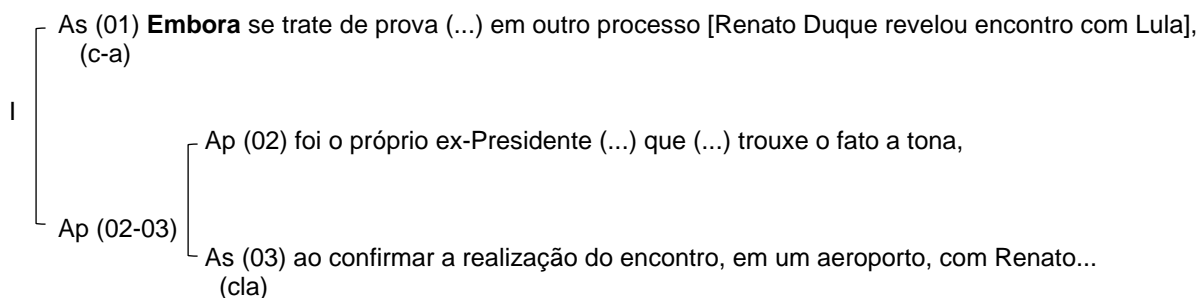 As (01) Embora se trate de prova (...) em outro processo [Renato Duque revelou encontro com Lula],
(c-a)
I
Ap (02) foi o próprio ex-Presidente (...) que (...) trouxe o fato a tona,
Ap (02-03)
As (03) ao confirmar a realização do encontro, em um aeroporto, com Renato...
(cla)